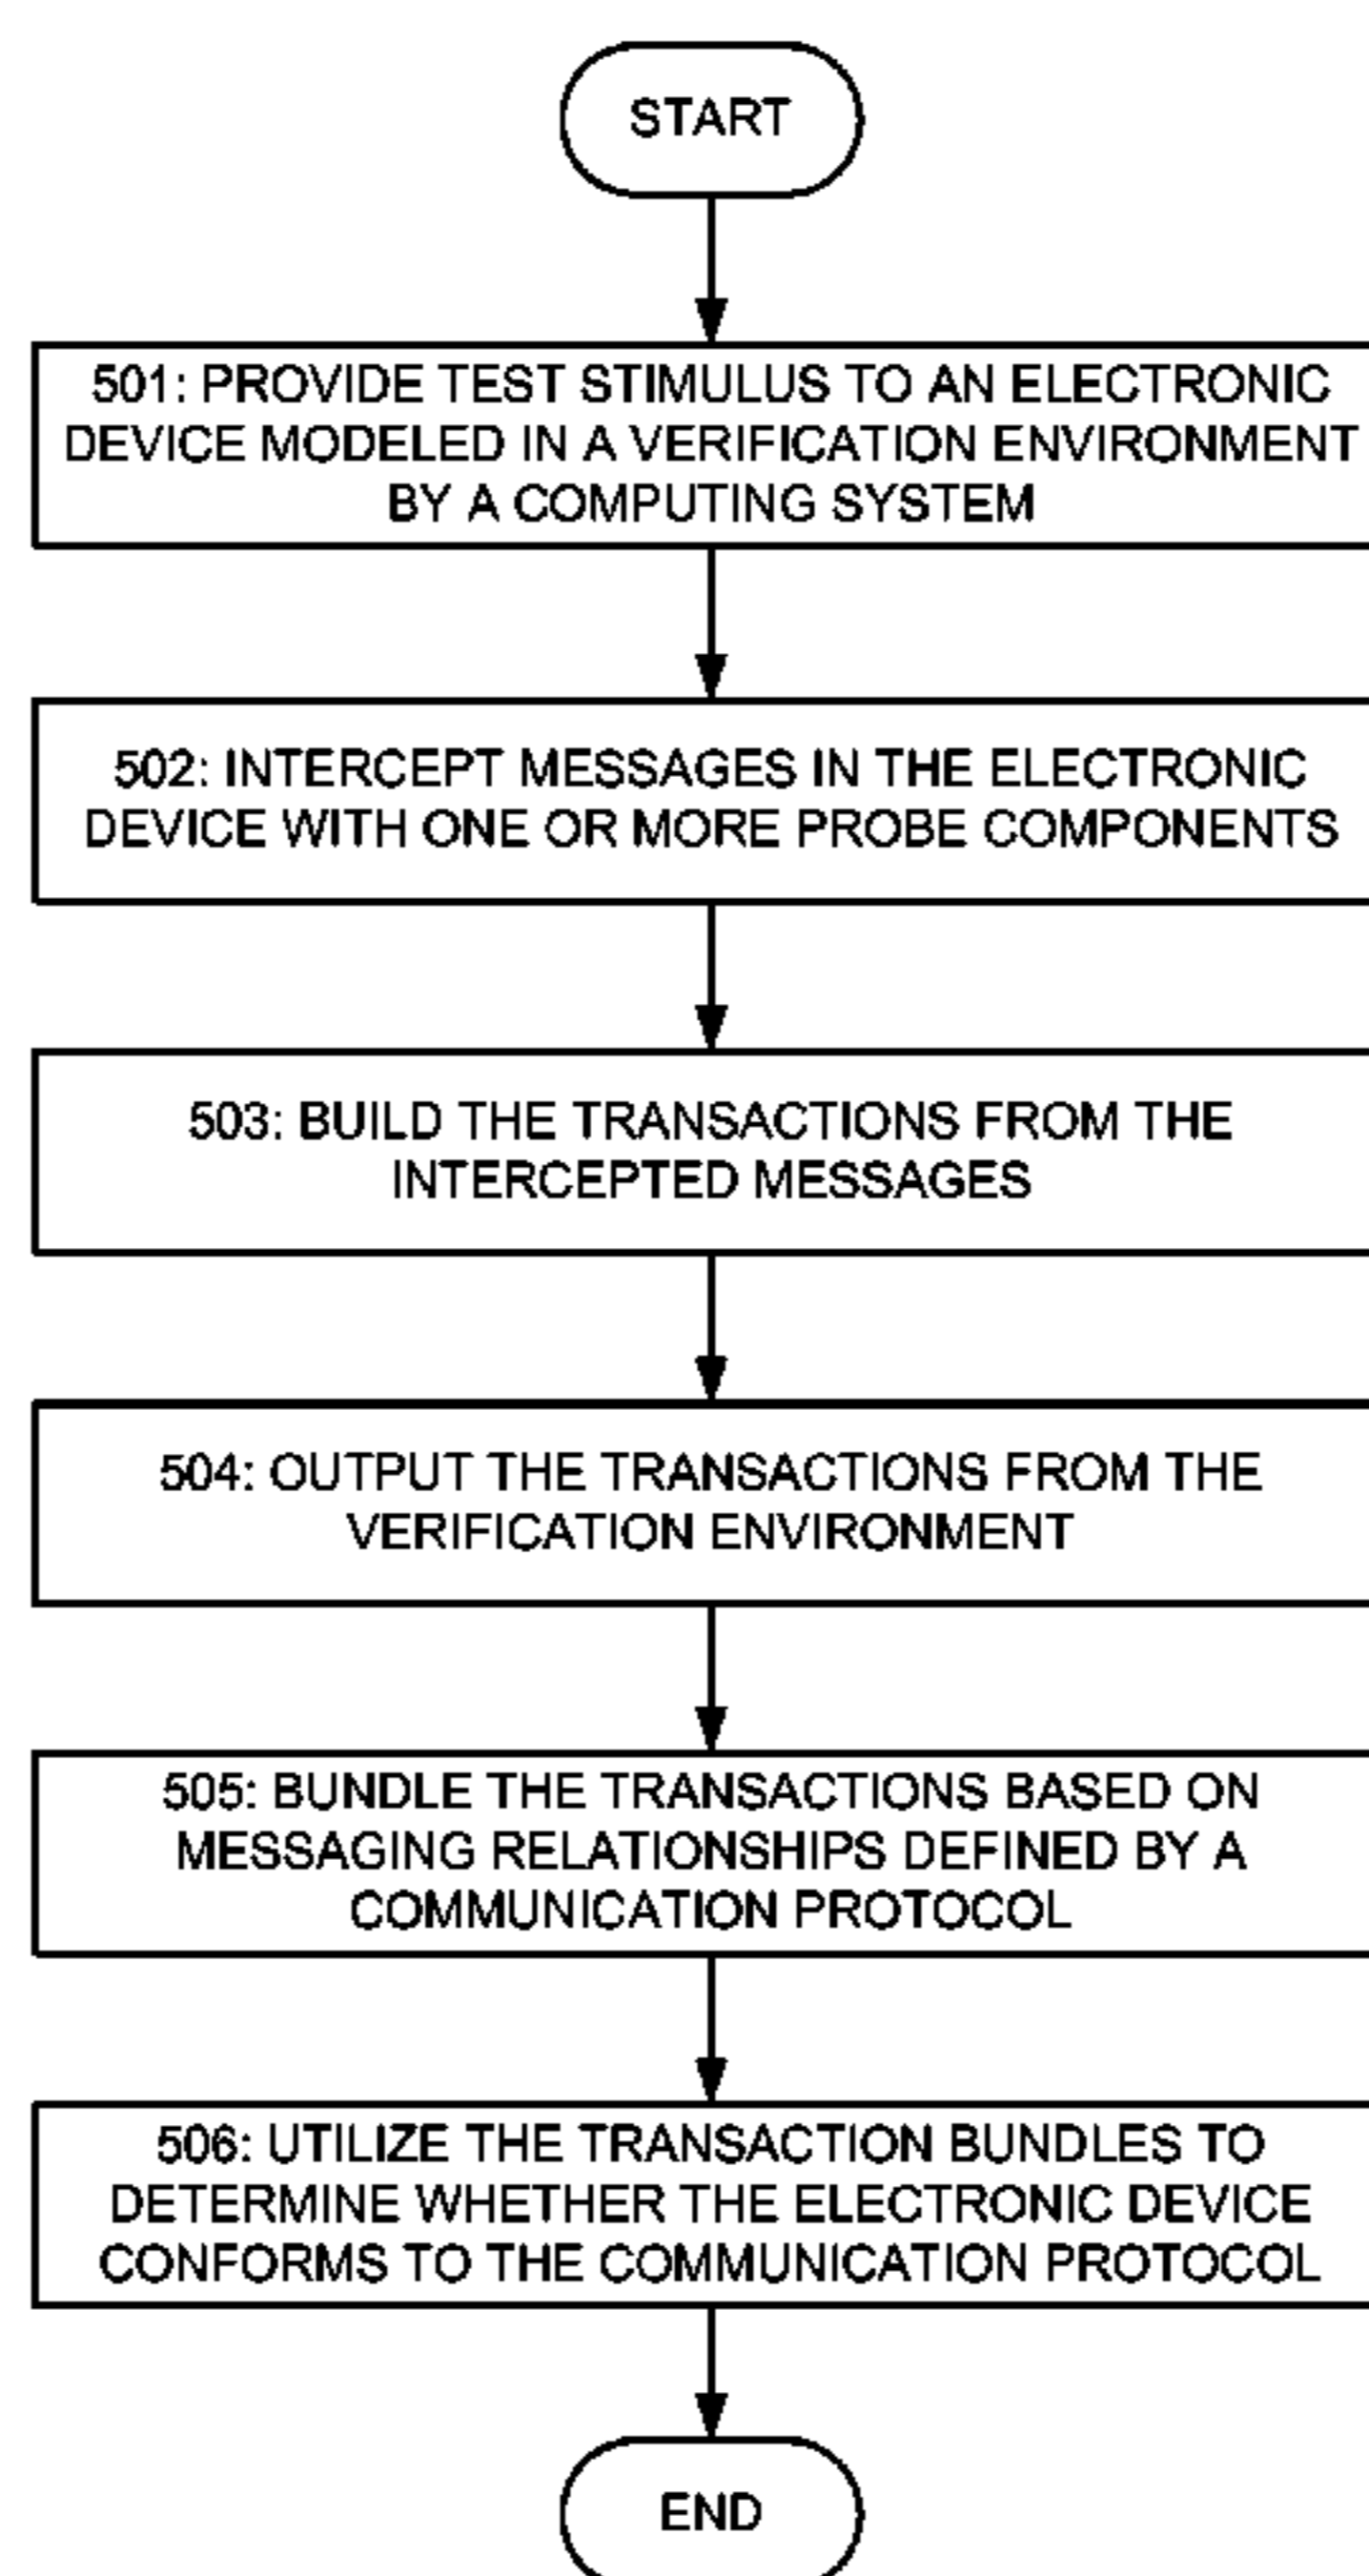 START
501: PROVIDE TEST STIMULUS TO AN ELECTRONIC
DEVICE MODELED IN A VERIFICATION ENVIRONMENT
BY A COMPUTING SYSTEM
502: INTERCEPT MESSAGES IN THE ELECTRONIC
DEVICE WITH ONE OR MORE PROBE COMPONENTS
503: BUILD THE TRANSACTIONS FROM THE
INTERCEPTED MESSAGES
504: OUTPUT THE TRANSACTIONS FROM THE
VERIFICATION ENVIRONMENT
505: BUNDLE THE TRANSACTIONS BASED ON
MESSAGING RELATIONSHIPS DEFINED BY A
COMMUNICATION PROTOCOL
506: UTILIZE THE TRANSACTION BUNDLES TO
DETERMINE WHETHER THE ELECTRONIC DEVICE
CONFORMS TO THE COMMUNICATION PROTOCOL
END